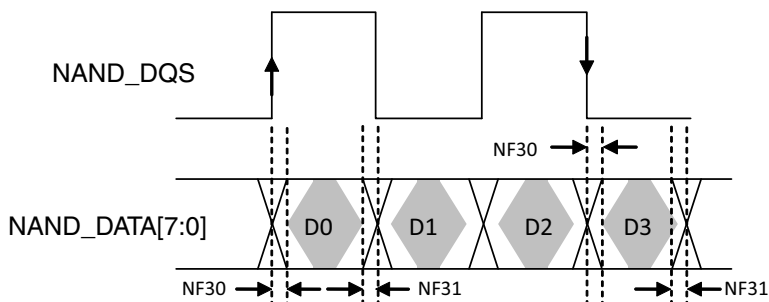 NAND_DQS
NF30
NAND_DATA[7:0]
D0
D1
D2
D3
NF30
NF31
NF31